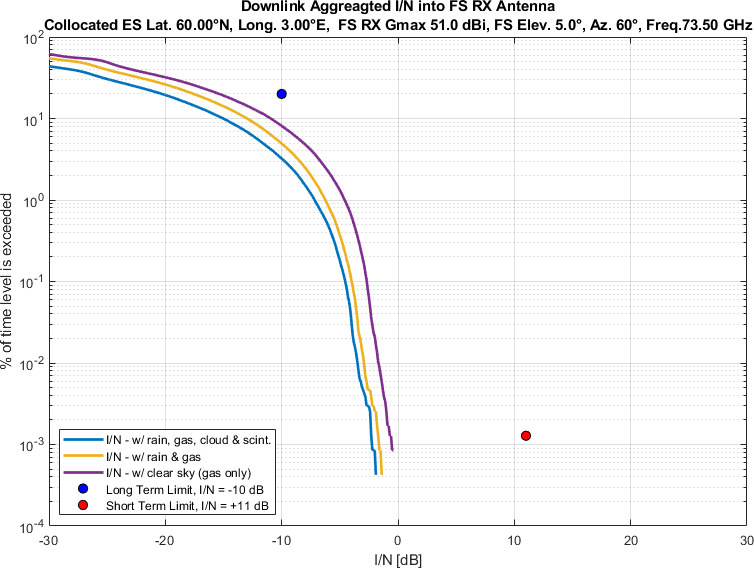 Downlink Aggreagted I/N into FS RX Antenna
Collocated ES Lat. 60.00°N, Long. 3.00°E, FS RX Gmax 51.0 dBi, FS Elev. 5.0°, Az. 60°, Freq.73.50 GHz
10^2
10^1
10^0
10^-1
10^-2
10^-3
10^-4
% of time level is exceeded
I/N - w/ rain, gas, cloud & scint.
I/N - w/ rain & gas
I/N - w/ clear sky (gas only)
Long Term Limit, I/N = -10 dB
Short Term Limit, I/N = +11 dB
-30 -20 -10 0 10 20 30
I/N [dB]